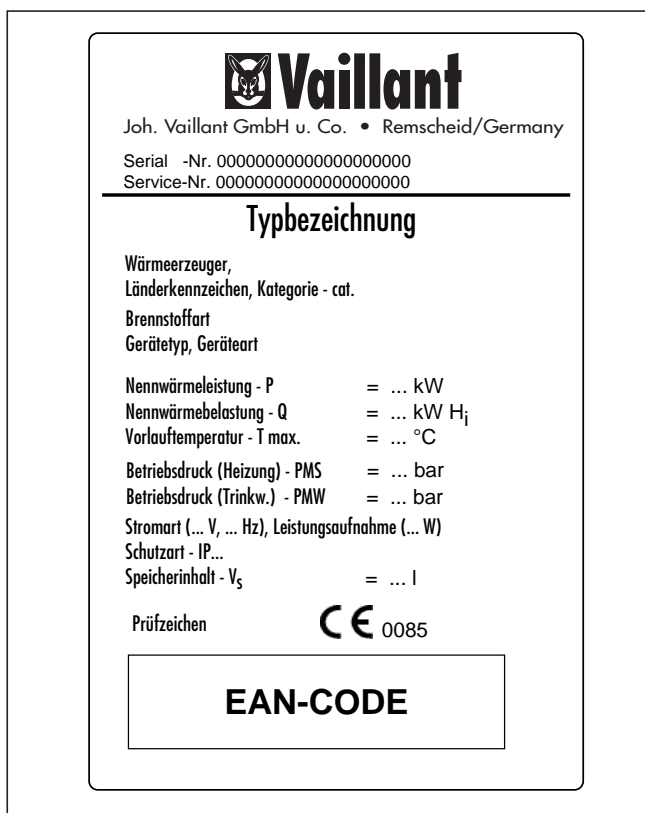 Vaillant
Joh. Vaillant GmbH u. Co. • Remscheid/Germany
Serial -Nr. 00000000000000000000
Service-Nr. 00000000000000000000
Typbezeichnung
Wärmeerzeuger,
Länderkennzeichen, Kategorie - cat.
Brennstoffart
Gerätetyp, Geräteart
Nennwärmeleistung - P = ... kW
Nennwärmebelastung - Q = ... kW Hi
Vorlauftemperatur - T max. = ... °C
Betriebsdruck (Heizung) - PMS = ... bar
Betriebsdruck (Trinkw.) - PMW = ... bar
Stromart (... V, ... Hz), Leistungsaufnahme (... W)
Schutzart - IP...
Speicherinhalt - Vs = ... l
Prüfzeichen CE 0085
EAN-CODE